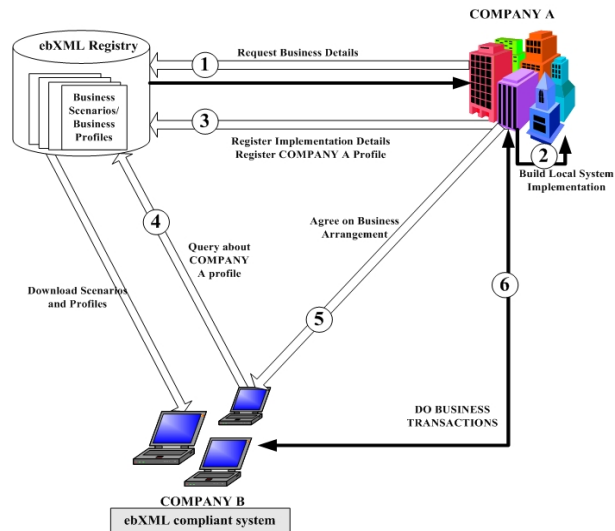 COMPANY A
ebXML Registry
1
Request Business Details
Business
Scenarios/
Business
Profiles
3
Register Implementation Details
Register COMPANY A Profile
2
Build Local System
Implementation
4
Query about
COMPANY
A profile
Agree on Business
Arrangement
Download Scenarios
and Profiles
5
6
DO BUSINESS
TRANSACTIONS
COMPANY B
ebXML compliant system